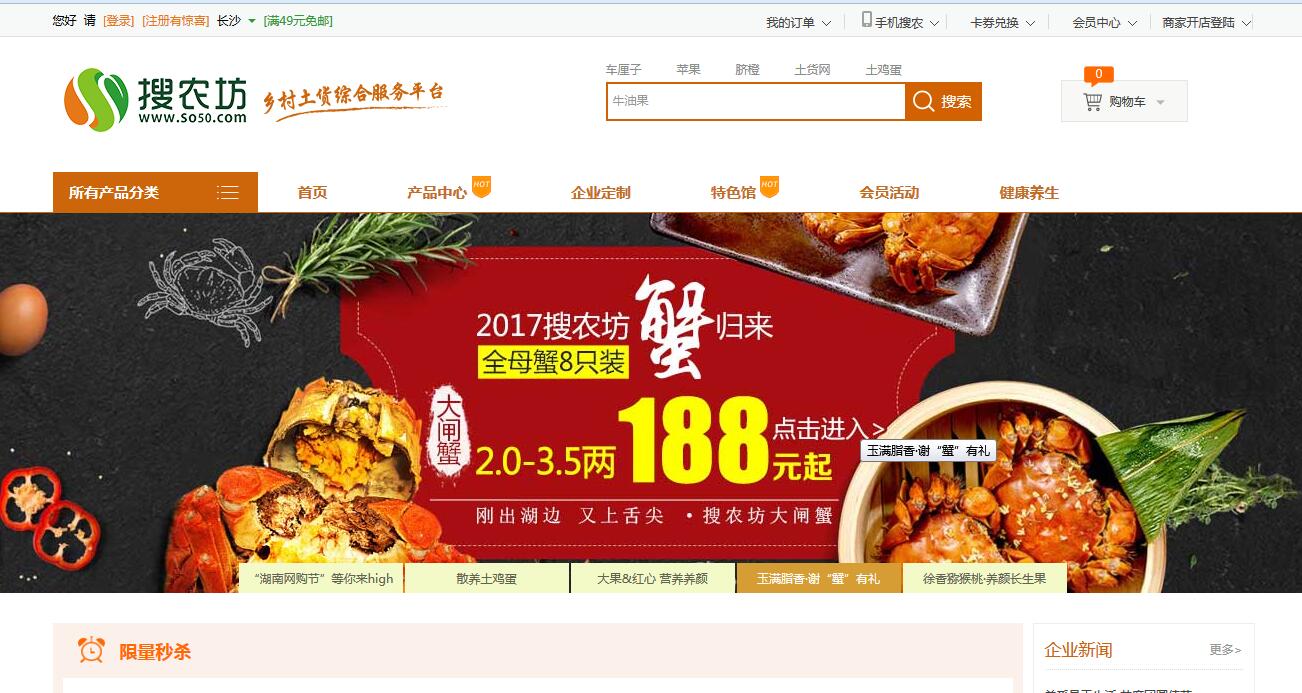 您好 请 [登录] [注册有惊喜] 长沙 [满49元免邮]
我的订单 手机搜农 卡券兑换 会员中心 商家开店登陆
搜农坊
www.so50.com
乡村土货综合服务平台
车厘子 苹果 脐橙 土货网 土鸡蛋
牛油果
搜索
0
购物车
所有产品分类 首页 产品中心 HOT 企业定制 特色馆 HOT 会员活动 健康养生
2017搜农坊蟹归来
全母蟹8只装
大闸蟹
2.0-3.5两188元起
点击进入>
玉满脂香·谢“蟹”有礼
刚出湖边 又上舌尖 •搜农坊大闸蟹
“湖南网购节”等你来high 散养土鸡蛋 大果&红心 营养养颜 玉满脂香·谢“蟹”有礼 徐香猕猴桃·养颜长生果
限量秒杀
企业新闻 更多>